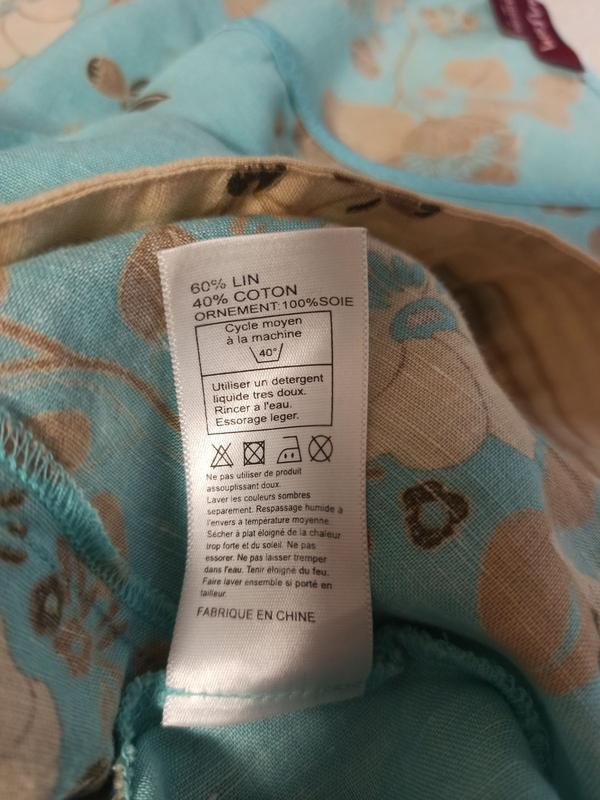 60% LIN
40% COTON
ORNEMENT:100%SOIE
Cycle moyen
à la machine
40°
Utiliser un detergent
liquide tres doux.
Rincer a l'eau.
Essorage leger.
Ne pas utiliser de produit
assouplissant doux.
Laver les couleurs sombres
separement. Respassage humide à
l'envers a température moyenne.
Sécher à plat éloigné de la chaleur
trop forte et du soleil. Ne pas
essorer. Ne pas laisser tremper
dans l'eau. Tenir éloigné du feu.
Faire laver ensemble si porté en
tailleur.
FABRIQUE EN CHINE